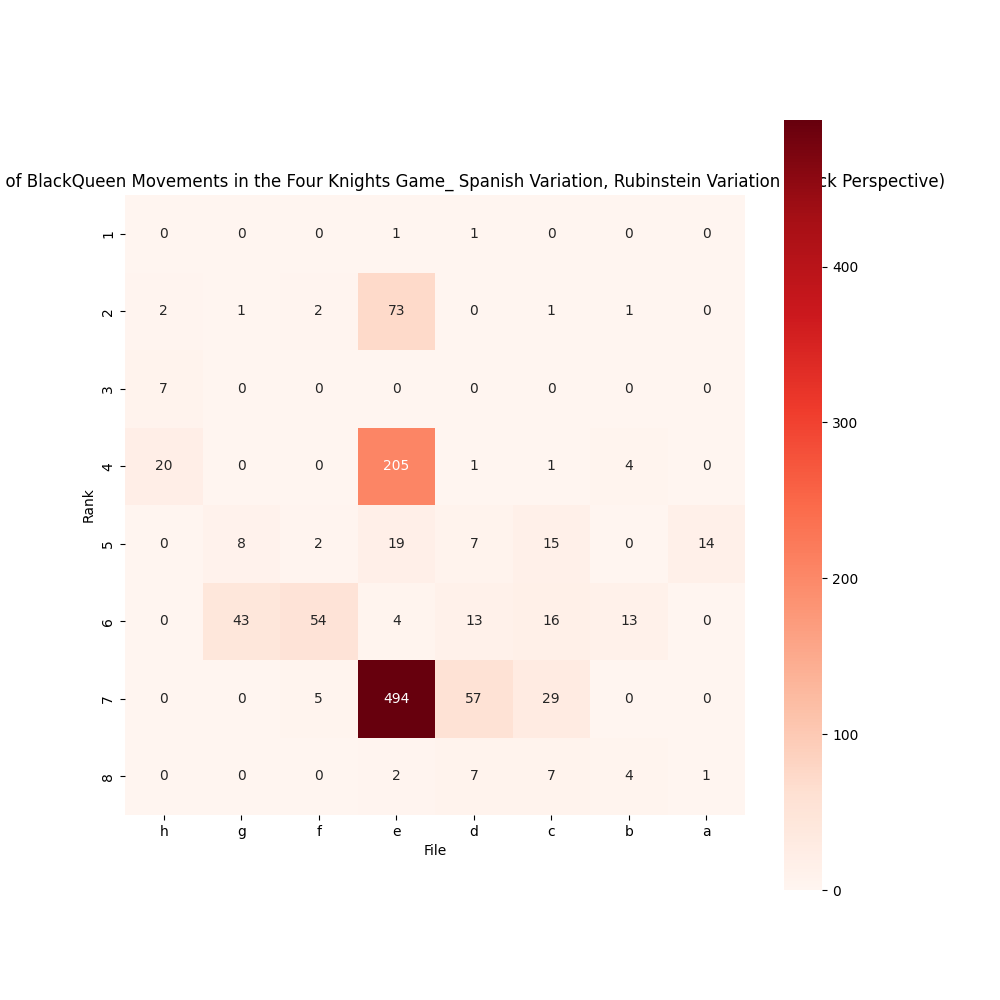 of BlackQueen Movements in the Four Knights Game_ Spanish Variation, Rubinstein Variation Perspective)
1 0 0 0 1 1 0 0 0
2 2 1 2 73 0 1 1 0
3 7 0 0 0 0 0 0 0
4 20 0 0 205 1 1 4 0
5 0 8 2 19 7 15 0 14
6 0 43 54 4 13 16 13 0
7 0 0 5 494 57 29 0 0
8 0 0 0 2 7 7 4 1
h g f e d c b a
File
Rank
400
300
200
100
0